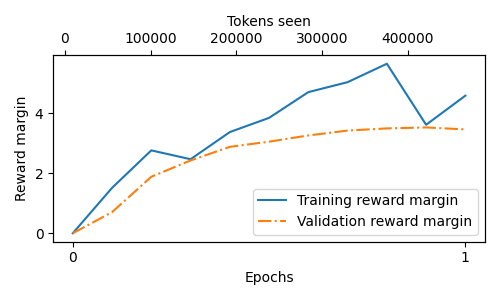 Tokens seen
0 100000 200000 300000 400000
Reward margin
4
2
0
Training reward margin
Validation reward margin
0 1
Epochs